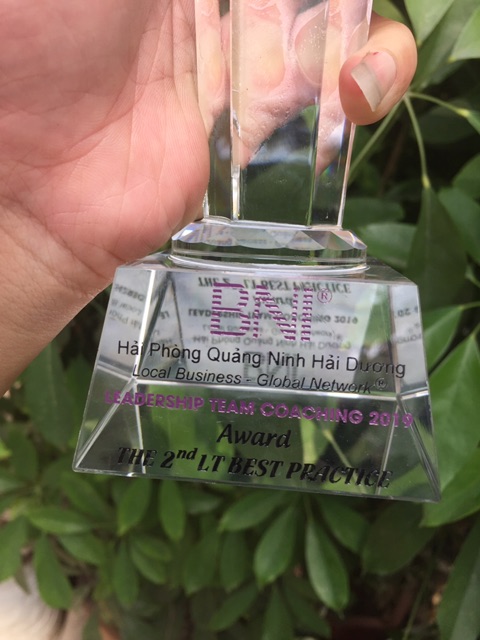 BNI®
Hải Phòng Quảng Ninh Hải Dương
Local Business - Global Network®
LEADERSHIP TEAM COACHING 2019
Award
THE 2nd LT BEST PRACTICE